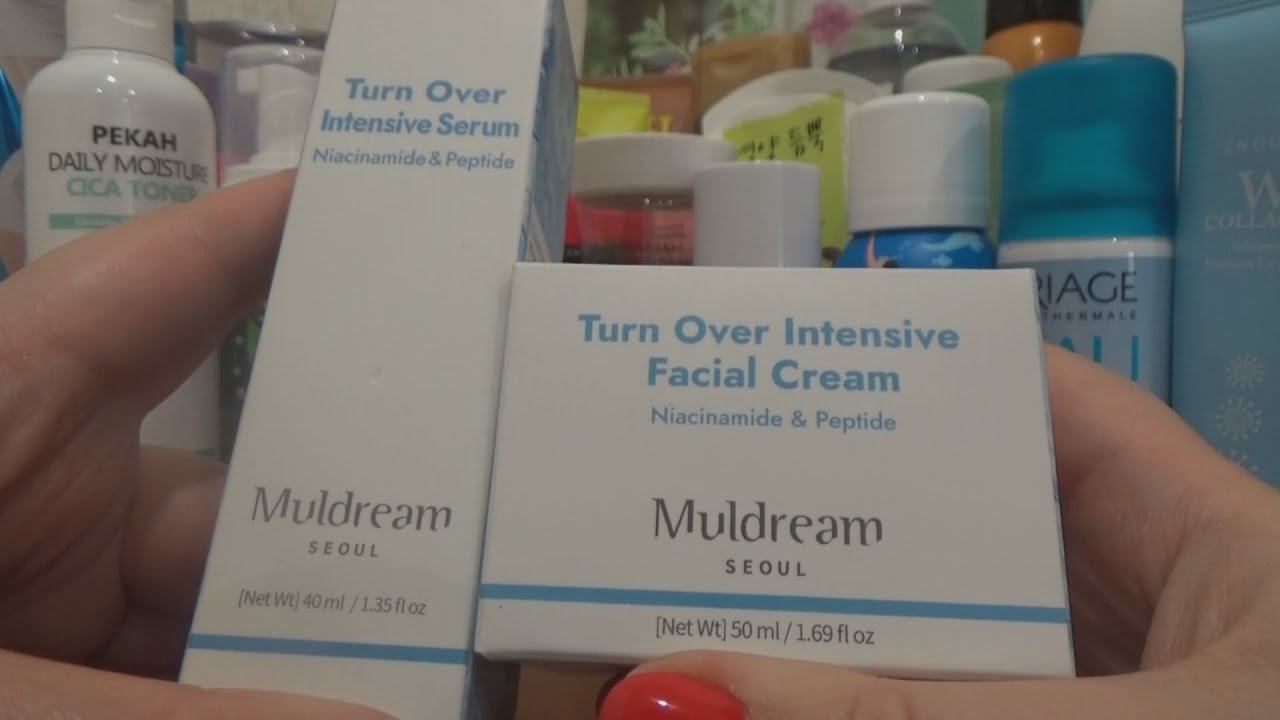 PEKAH
DAILY MOISTURE
CICA TONER
Turn Over
Intensive Serum
Niacinamide & Peptide
Muldream
SEOUL
[Net Wt] 40 ml / 1.35 fl oz
Turn Over Intensive
Facial Cream
Niacinamide & Peptide
Muldream
SEOUL
[Net Wt] 50 ml / 1.69 fl oz
RIAGE
THERMALE
W
COLLA